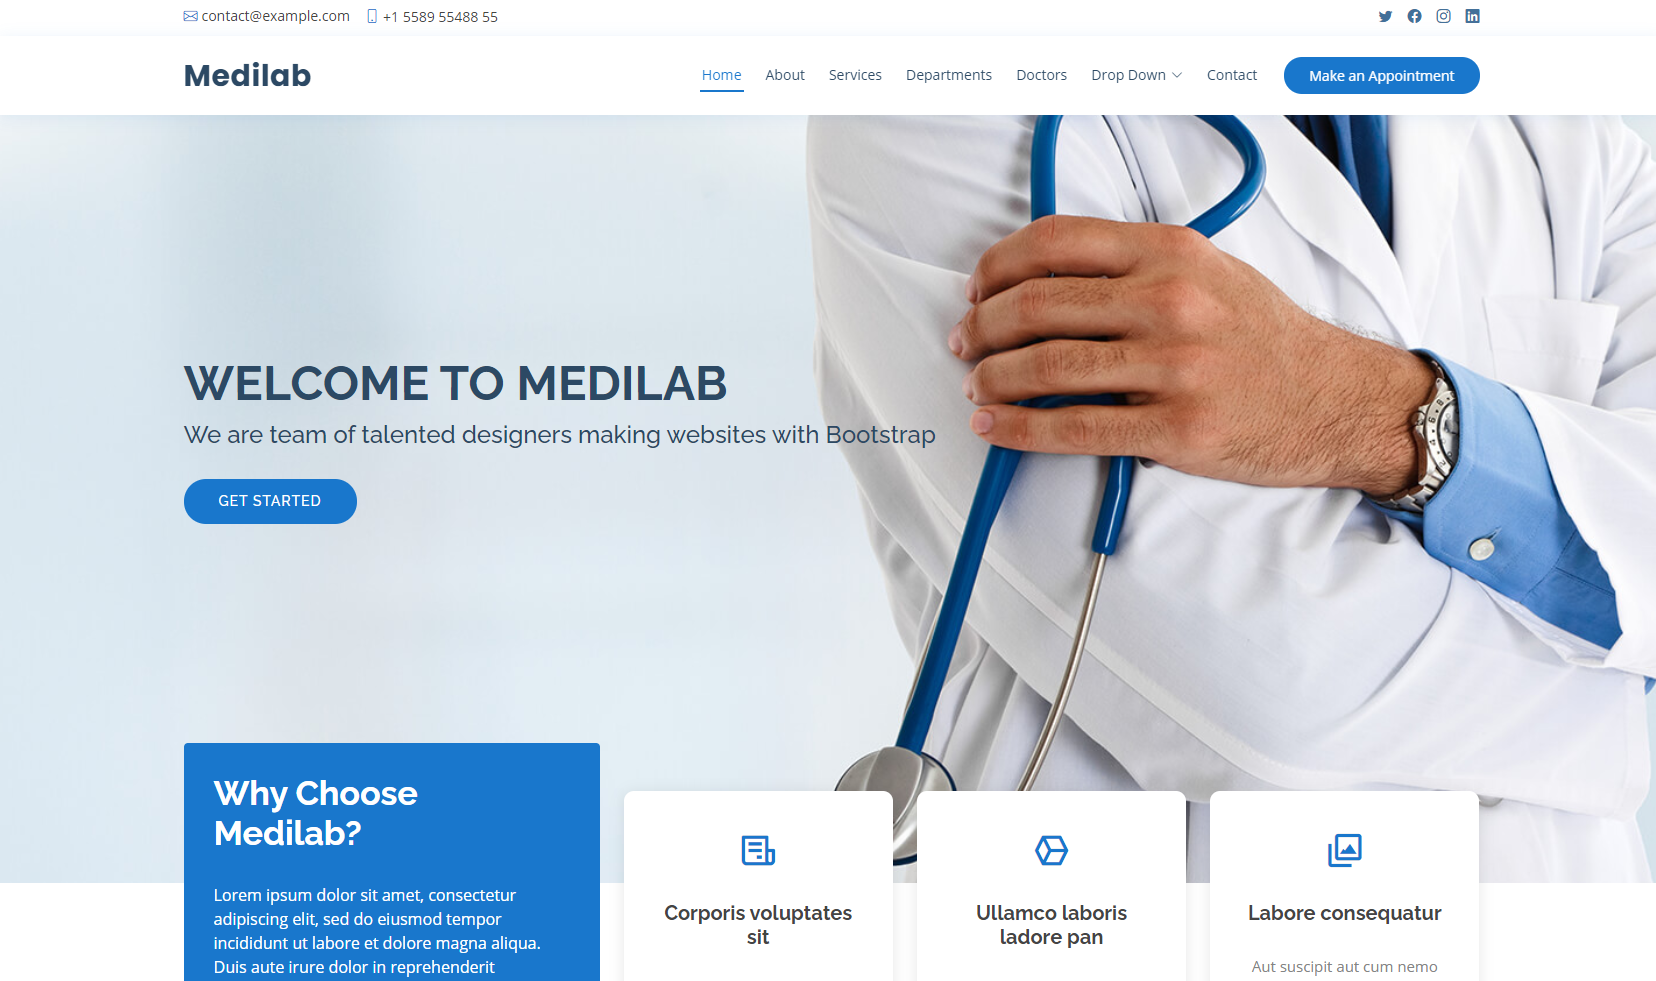 contact@example.com +1 5589 55488 55
Medilab
Home About Services Departments Doctors Drop Down Contact Make an Appointment
WELCOME TO MEDILAB
We are team of talented designers making websites with Bootstrap
GET STARTED
Why Choose
Medilab?
Lorem ipsum dolor sit amet, consectetur
adipiscing elit, sed do eiusmod tempor
incididunt ut labore et dolore magna aliqua.
Duis aute irure dolor in reprehenderit
Corporis voluptates
sit
Ullamco laboris
ladore pan
Labore consequatur
Aut suscipit aut cum nemo